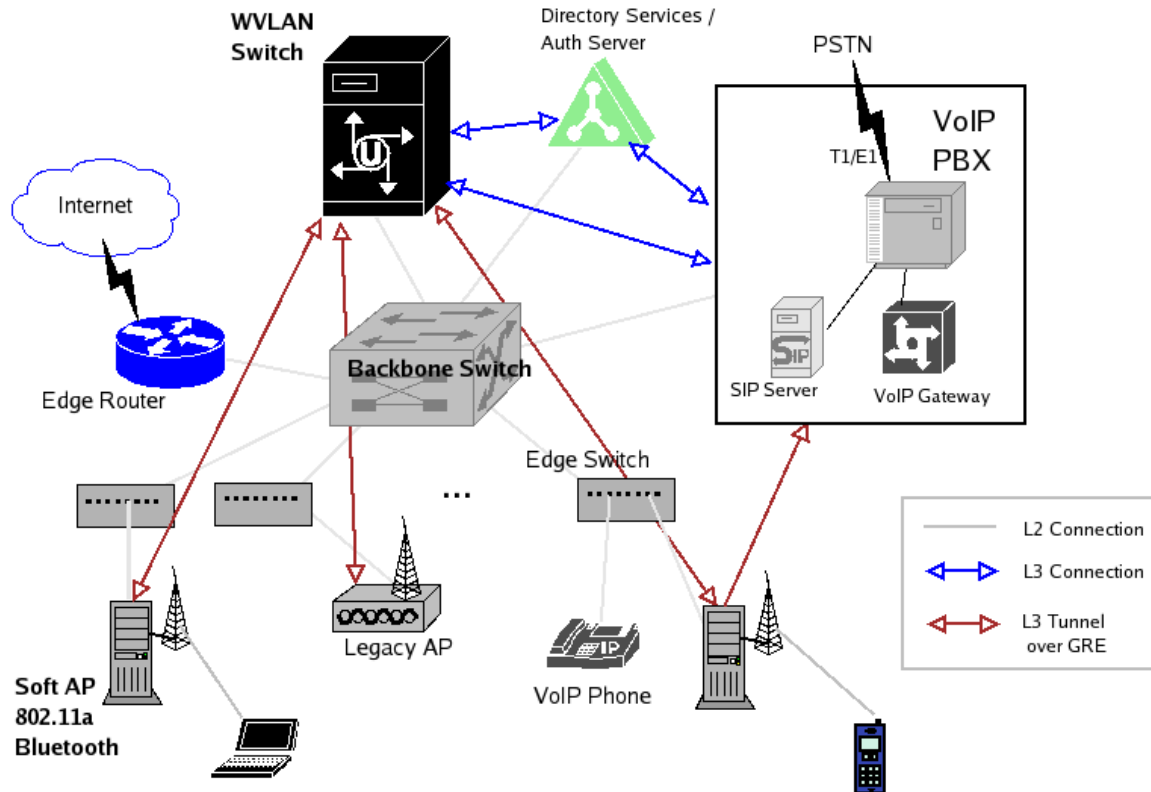 WVLAN
Switch
Directory Services /
Auth Server
PSTN
VoIP
PBX
T1/E1
U
Internet
Edge Router
Backbone Switch
SIP
SIP Server
VoIP Gateway
Edge Switch
...
L2 Connection
L3 Connection
L3 Tunnel
over GRE
Legacy AP
IP
VoIP Phone
Soft AP
802.11a
Bluetooth